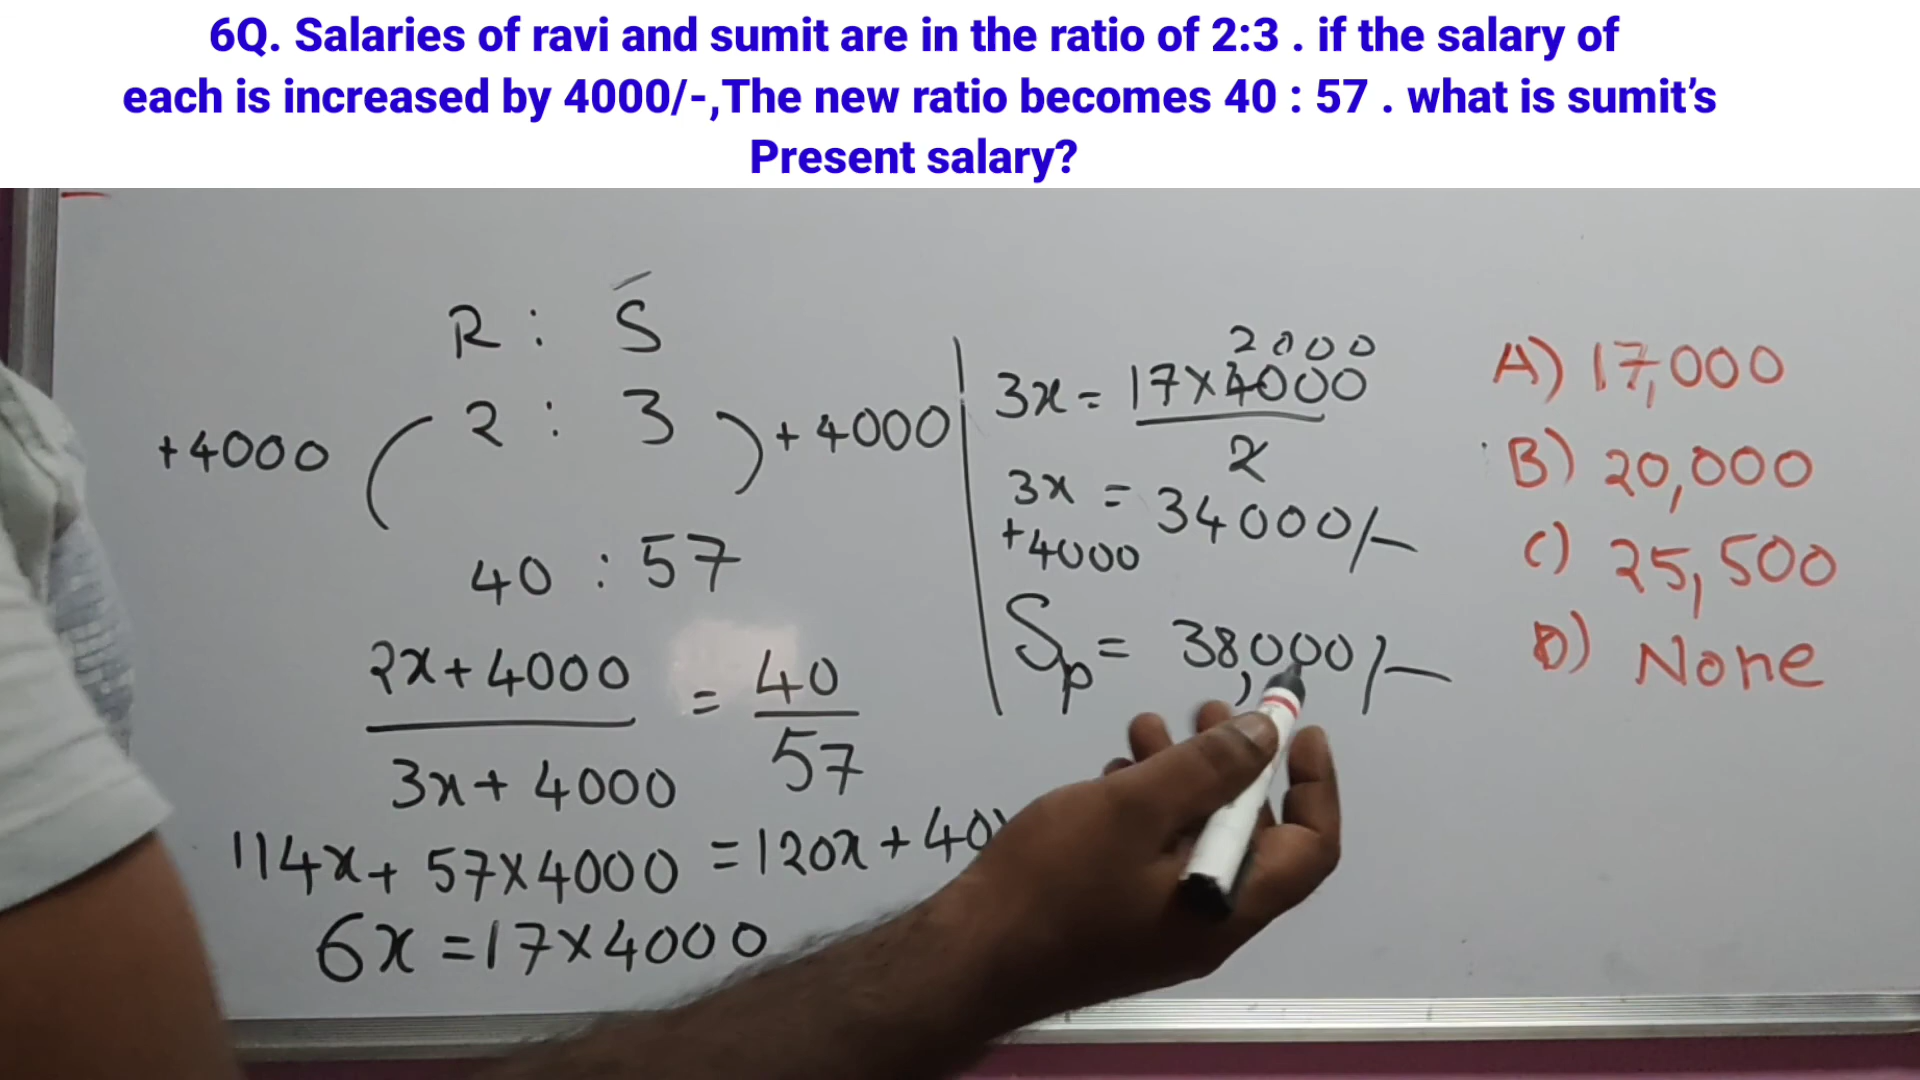 6Q. Salaries of ravi and sumit are in the ratio of 2:3 . if the salary of
each is increased by 4000/-,The new ratio becomes 40 : 57 . what is sumit’s
Present salary?
R : S
2 : 3
+4000
+ 4000
40 : 57
2x+4000 = 40
3x+ 4000 57
114x+ 57x4000 =120x+40x
6x =17x4000
2000
3x= 17x4000
2
3x = 34000/-
+4000
Sp= 38,000/-
A) 17,000
B) 20,000
C) 25,500
D) None